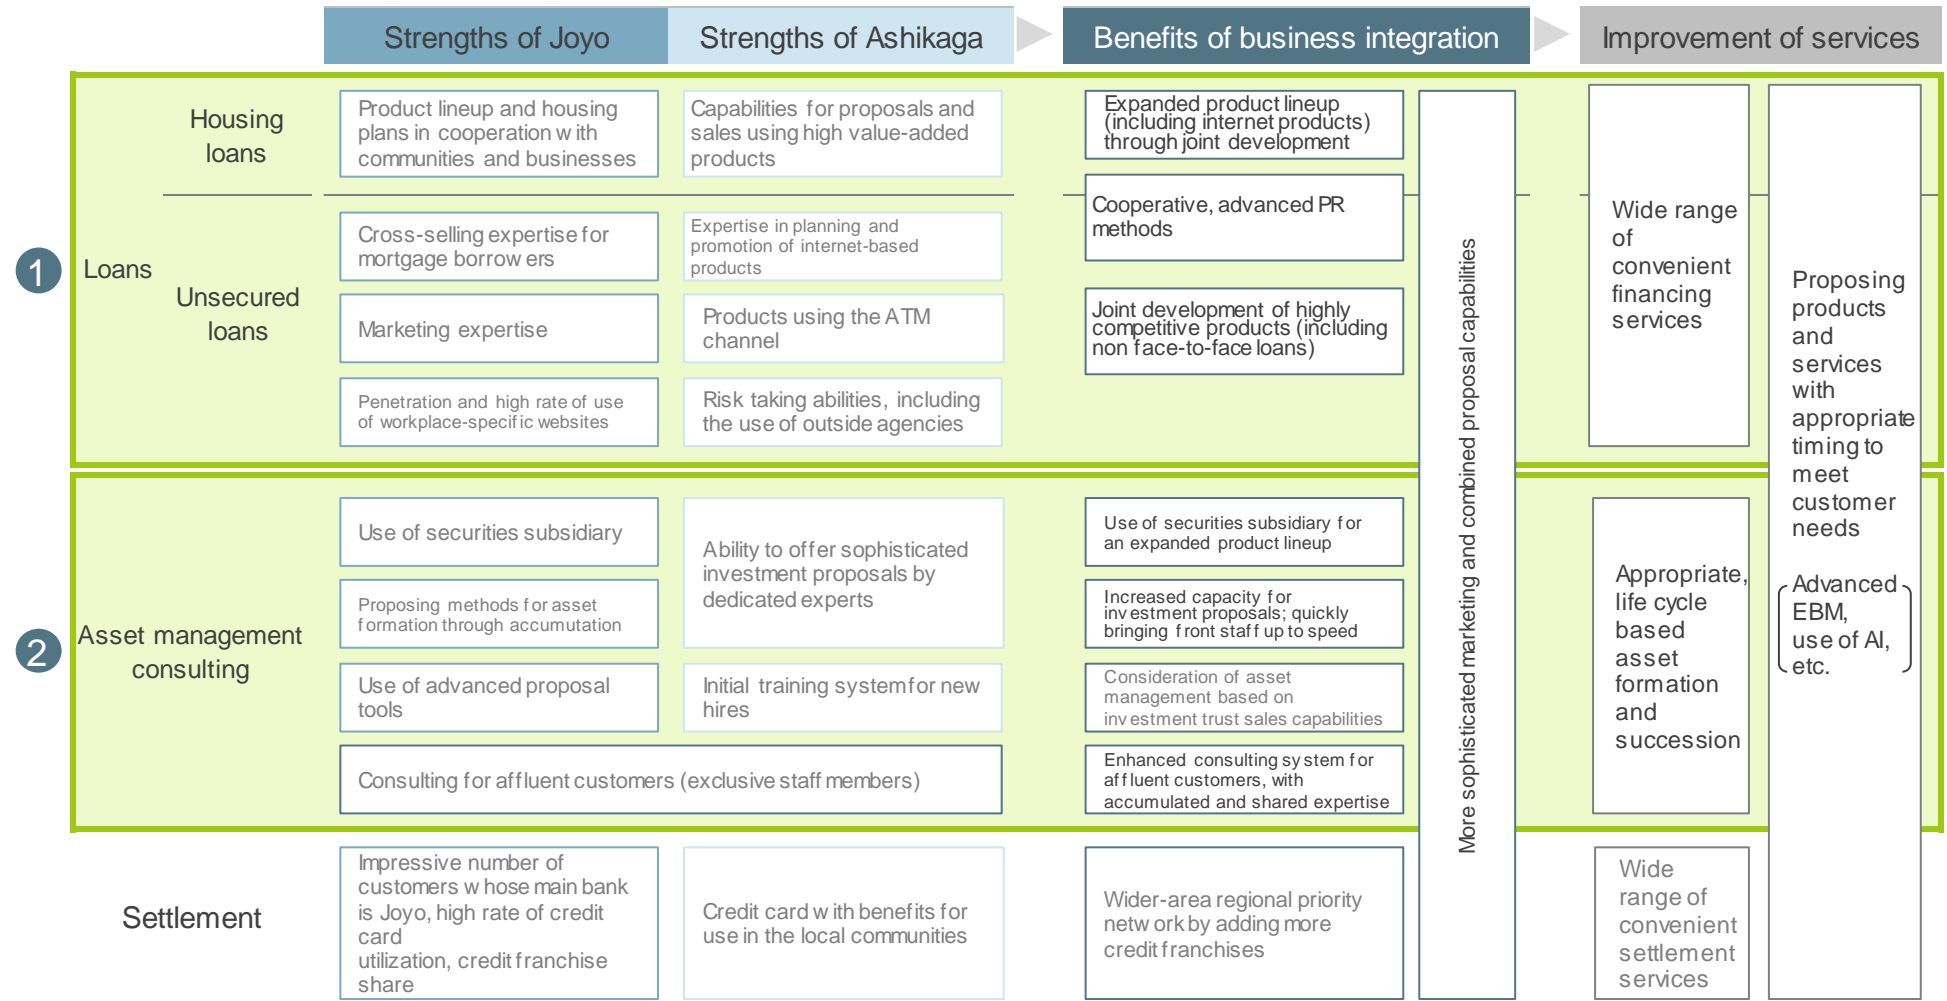 Strengths of Joyo
Strengths of Ashikaga
Benefits of business integration
Improvement of services
1
Loans
Housing
loans
Product lineup and housing
plans in cooperation with
communities and businesses
Capabilities for proposals and
sales using high value-added
products
Expanded product lineup
(including internet products)
through joint development
Cooperative, advanced PR
methods
Unsecured
loans
Cross-selling expertise for
mortgage borrowers
Expertise in planning and
promotion of internet-based
products
Marketing expertise
Products using the ATM
channel
Joint development of highly
competitive products (including
non face-to-face loans)
Penetration and high rate of use
of workplace-specific websites
Risk taking abilities, including
the use of outside agencies
More sophisticated marketing and combined proposal capabilities
Wide range
of
convenient
financing
services
Proposing
products
and
services
with
appropriate
timing to
meet
customer
needs
Advanced
EBM,
use of AI,
etc.
2
Asset management
consulting
Use of securities subsidiary
Ability to offer sophisticated
investment proposals by
dedicated experts
Use of securities subsidiary for
an expanded product lineup
Proposing methods for asset
formation through accumutation
Increased capacity for
investment proposals; quickly
bringing front staff up to speed
Use of advanced proposal
tools
Initial training system for new
hires
Consideration of asset
management based on
investment trust sales capabilities
Consulting for affluent customers (exclusive staff members)
Enhanced consulting system for
affluent customers, with
accumulated and shared expertise
Appropriate,
life cycle
based
asset
formation
and
succession
Settlement
Impressive number of
customers whose main bank
is Joyo, high rate of credit
card
utilization, credit franchise
share
Credit card with benefits for
use in the local communities
Wider-area regional priority
network by adding more
credit franchises
Wide
range of
convenient
settlement
services